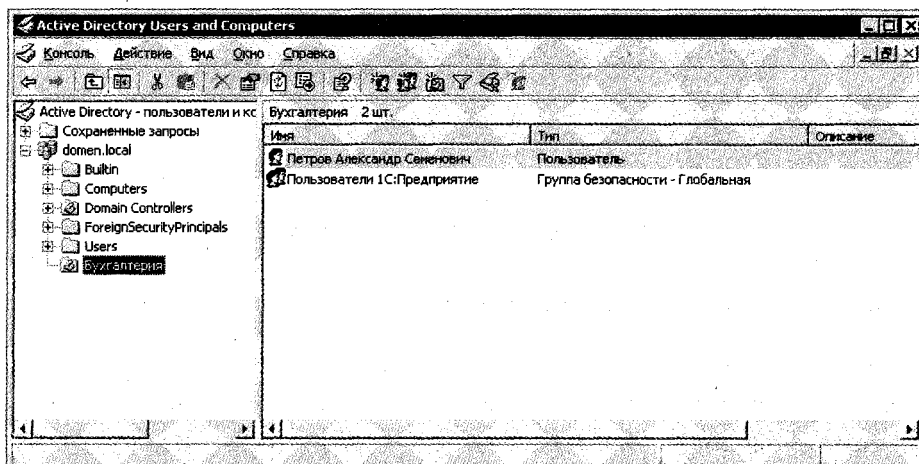 Active Directory Users and Computers
Консоль Действие Вид Окно Справка
Active Directory - пользователи и кс
Сохраненные запросы
domen.local
Builtin
Computers
Domain Controllers
ForeignSecurityPrincipals
Users
Бухгалтерия
Бухгалтерия 2 шт.
Имя Тип Описание
Петров Александр Семенович Пользователь
Пользователи 1С:Предприятие Группа безопасности - Глобальная